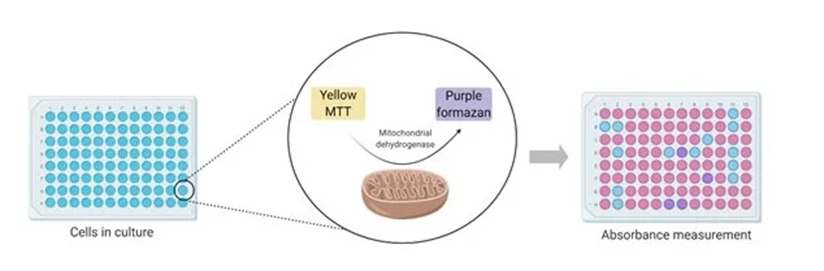 Yellow
MTT
Purple
formazan
Mitochondrial
dehydrogenase
Cells in culture
Absorbance measurement